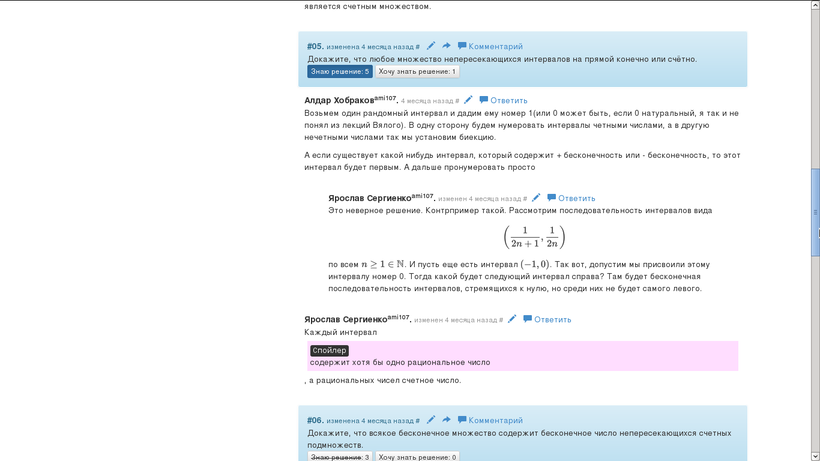 является счетным множеством.
#05. изменена 4 месяца назад # Комментарий
Докажите, что любое множество непересекающихся интервалов на прямой конечно или счётно.
Знаю решение: 5 Хочу знать решение: 1
Алдар Хобраков ami107, 4 месяца назад # Ответить
Возьмем один рандомный интервал и дадим ему номер 1(или 0 может быть, если 0 натуральный, я так и не
понял из лекций Вялого). В одну сторону будем нумеровать интервалы четными числами, а в другую
нечетными числами так мы установим биекцию.
А если существует какой нибудь интервал, который содержит + бесконечность или - бесконечность, то этот
интервал будет первым. А дальше пронумеровать просто
Ярослав Сергиенко ami107, изменен 4 месяца назад # Ответить
Это неверное решение. Контрпример такой. Рассмотрим последовательность интервалов вида
(1/(2n + 1), 1/(2n))
по всем n ≥ 1 ∈ ℕ. И пусть еще есть интервал (−1, 0). Так вот, допустим мы присвоили этому
интервалу номер 0. Тогда какой будет следующий интервал справа? Там будет бесконечная
последовательность интервалов, стремящихся к нулю, но среди них не будет самого левого.
Ярослав Сергиенко ami107, изменен 4 месяца назад # Ответить
Каждый интервал
Спойлер
содержит хотя бы одно рациональное число
, а рациональных чисел счетное число.
#06. изменена 4 месяца назад # Комментарий
Докажите, что всякое бесконечное множество содержит бесконечное число непересекающихся счетных
подмножеств.
Знаю решение: 3 Хочу знать решение: 0